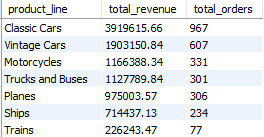 product_line total_revenue total_orders
Classic Cars 3919615.66 967
Vintage Cars 1903150.84 607
Motorcycles 1166388.34 331
Trucks and Buses 1127789.84 301
Planes 975003.57 306
Ships 714437.13 234
Trains 226243.47 77